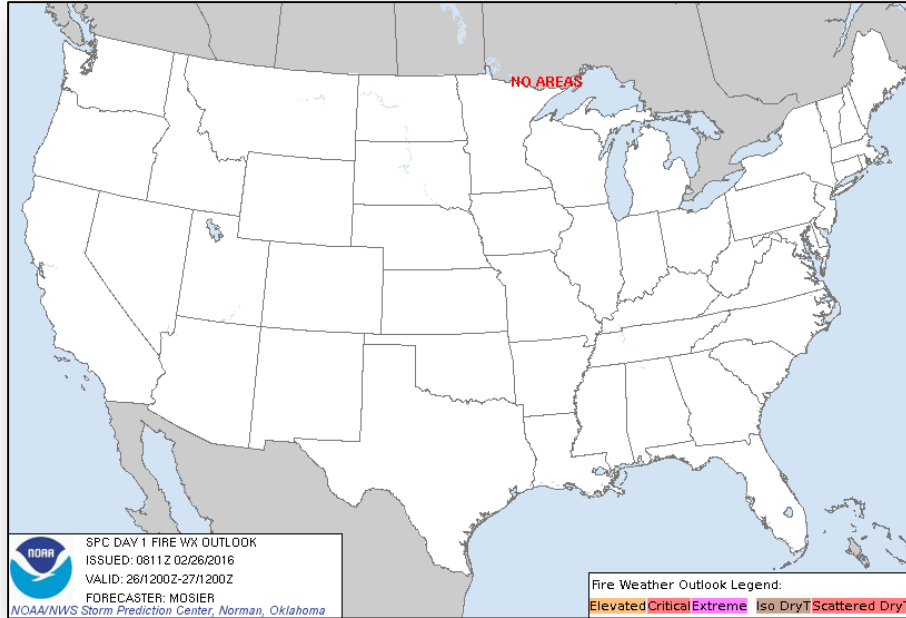 NO AREAS
NOAA
SPC DAY 1 FIRE WX OUTLOOK
ISSUED: 0811Z 02/26/2016
VALID: 26/1200Z-27/1200Z
FORECASTER: MOSIER
NOAA/NWS Storm Prediction Center, Norman, Oklahoma
Fire Weather Outlook Legend:
Elevated Critical Extreme Iso DryT Scattered DryT